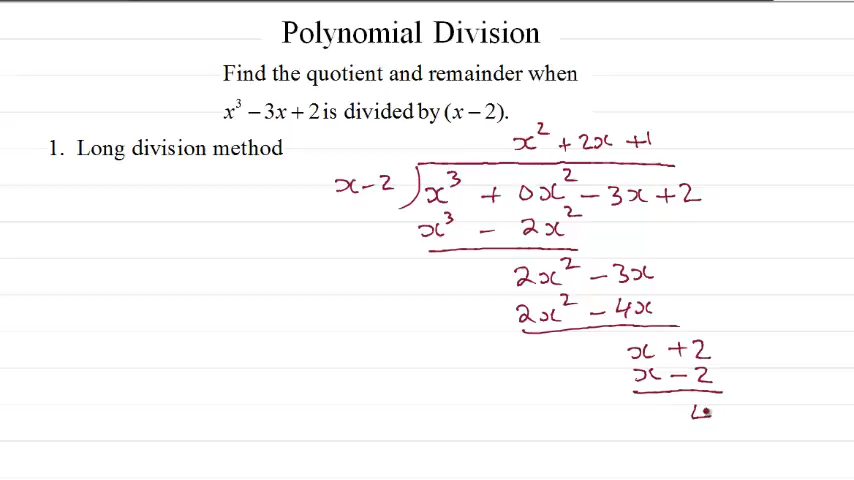 Polynomial Division
Find the quotient and remainder when
x³ − 3x + 2 is divided by (x − 2).
1. Long division method
x² + 2x + 1
x − 2 ) x³ + 0x² − 3x + 2
x³ − 2x²
2x² − 3x
2x² − 4x
x + 2
x − 2